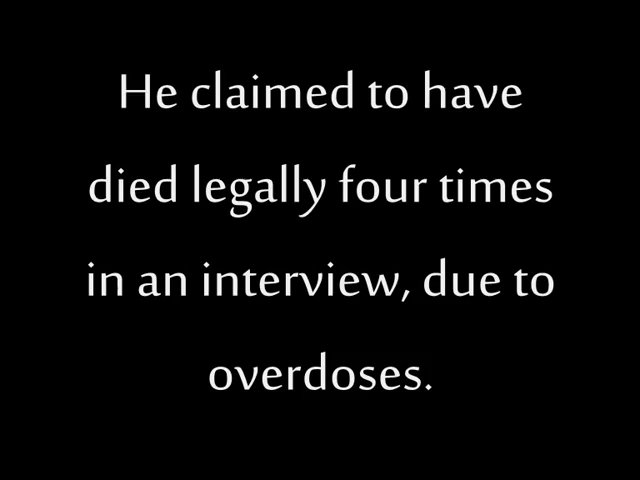 He claimed to have
died legally four times
in an interview, due to
overdoses.